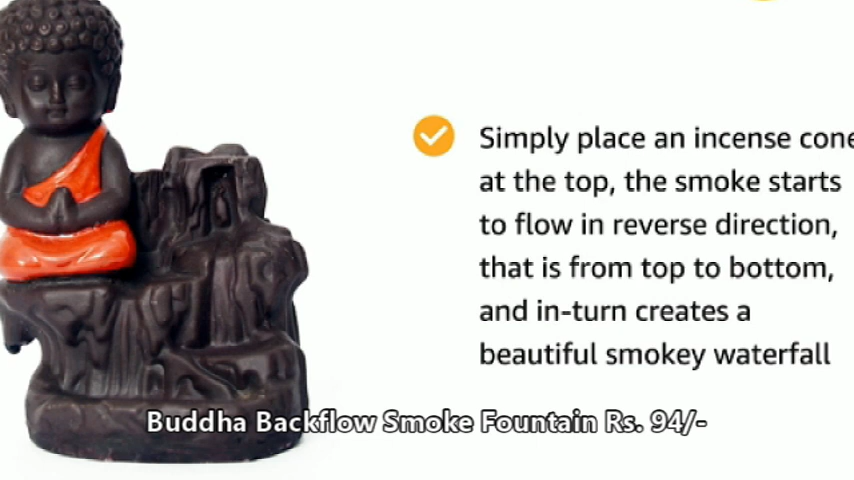 Simply place an incense cone
at the top, the smoke starts
to flow in reverse direction,
that is from top to bottom,
and in-turn creates a
beautiful smokey waterfall
Buddha Backflow Smoke Fountain Rs. 94/-